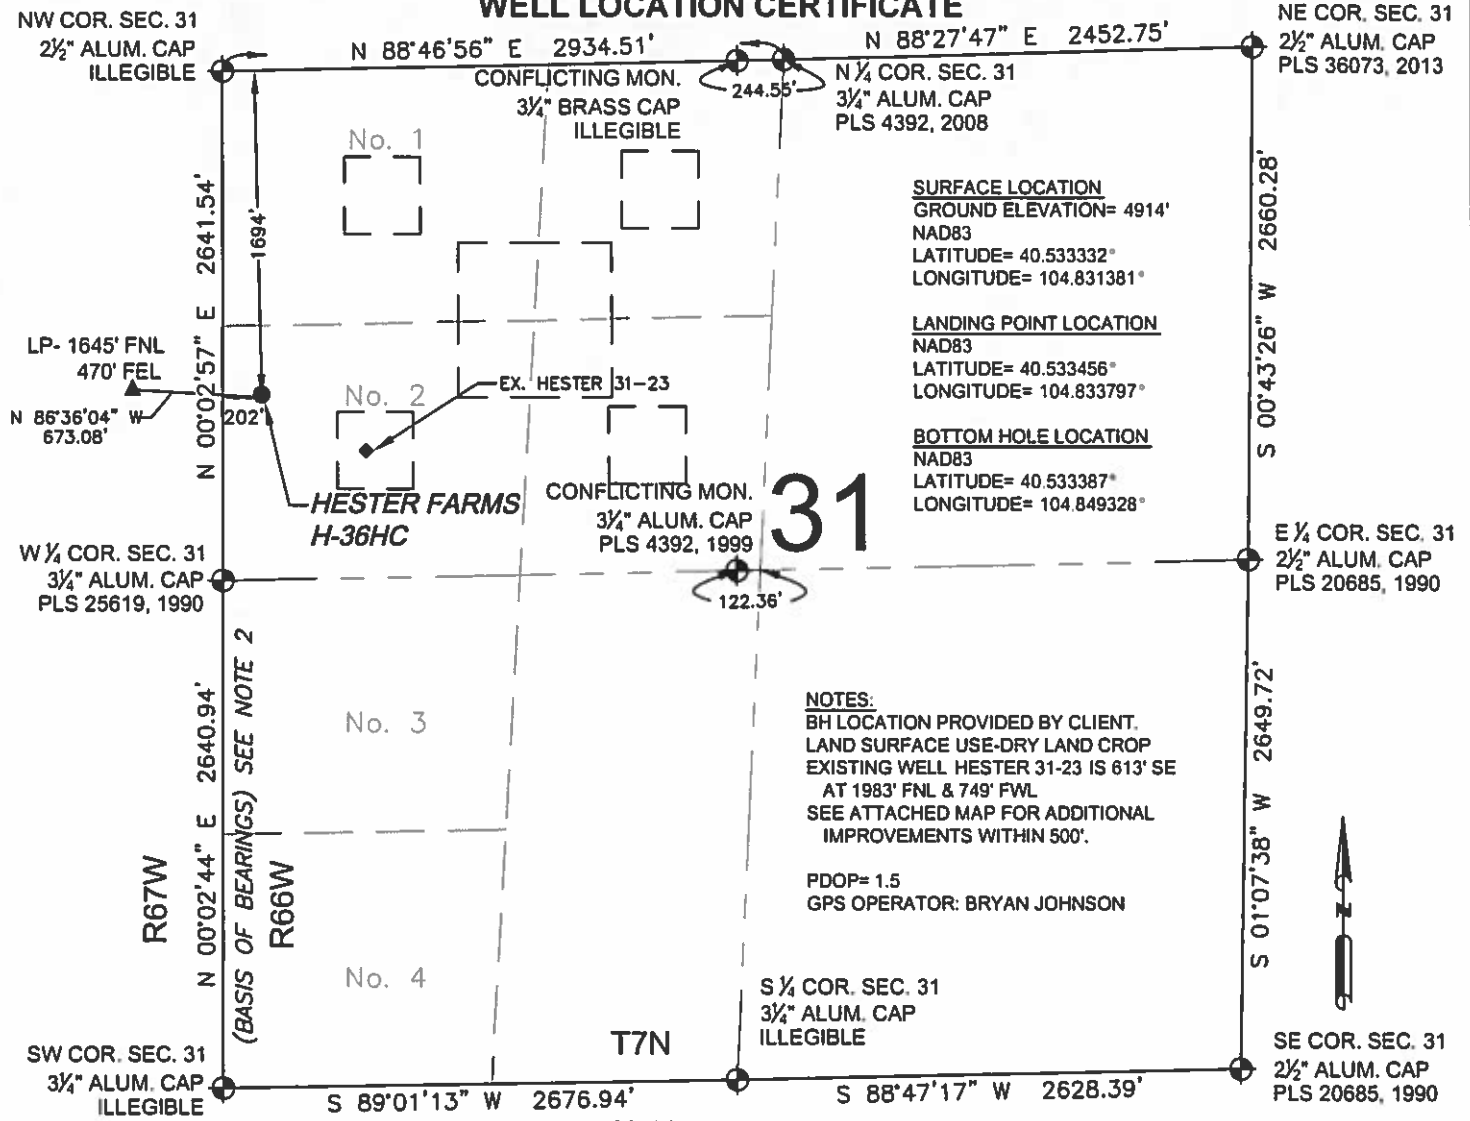 WELL LOCATION CERTIFICATE
NW COR. SEC. 31
2½" ALUM. CAP
ILLEGIBLE
N 88°46'56" E 2934.51'
CONFLICTING MON.
3¼" BRASS CAP
ILLEGIBLE
244.55'
N ¼ COR. SEC. 31
3¼" ALUM. CAP
PLS 4392, 2008
N 88°27'47" E 2452.75'
NE COR. SEC. 31
2½" ALUM. CAP
PLS 36073, 2013
No. 1
1694'
N 00°02'57" E 2641.54'
SURFACE LOCATION
GROUND ELEVATION= 4914'
NAD83
LATITUDE= 40.533332°
LONGITUDE= 104.831381°
LANDING POINT LOCATION
NAD83
LATITUDE= 40.533456°
LONGITUDE= 104.833797°
BOTTOM HOLE LOCATION
NAD83
LATITUDE= 40.533387°
LONGITUDE= 104.849328°
S 00°43'26" W 2660.28'
LP- 1645' FNL
470' FEL
N 86°36'04" W
673.08'
202'
No. 2
EX. HESTER 31-23
HESTER FARMS
H-36HC
CONFLICTING MON.
3¼" ALUM. CAP
PLS 4392, 1999
31
122.36'
W ¼ COR. SEC. 31
3¼" ALUM. CAP
PLS 25619, 1990
E ¼ COR. SEC. 31
2½" ALUM. CAP
PLS 20685, 1990
N 00°02'44" E 2640.94'
(BASIS OF BEARINGS) SEE NOTE 2
No. 3
NOTES:
BH LOCATION PROVIDED BY CLIENT.
LAND SURFACE USE-DRY LAND CROP
EXISTING WELL HESTER 31-23 IS 613' SE
AT 1983' FNL & 749' FWL
SEE ATTACHED MAP FOR ADDITIONAL
IMPROVEMENTS WITHIN 500'.
PDOP= 1.5
GPS OPERATOR: BRYAN JOHNSON
S 01°07'38" W 2649.72'
R67W
R66W
No. 4
N
T7N
S ¼ COR. SEC. 31
3¼" ALUM. CAP
ILLEGIBLE
SW COR. SEC. 31
3¼" ALUM. CAP
ILLEGIBLE
S 89°01'13" W 2676.94'
S 88°47'17" W 2628.39'
SE COR. SEC. 31
2½" ALUM. CAP
PLS 20685, 1990